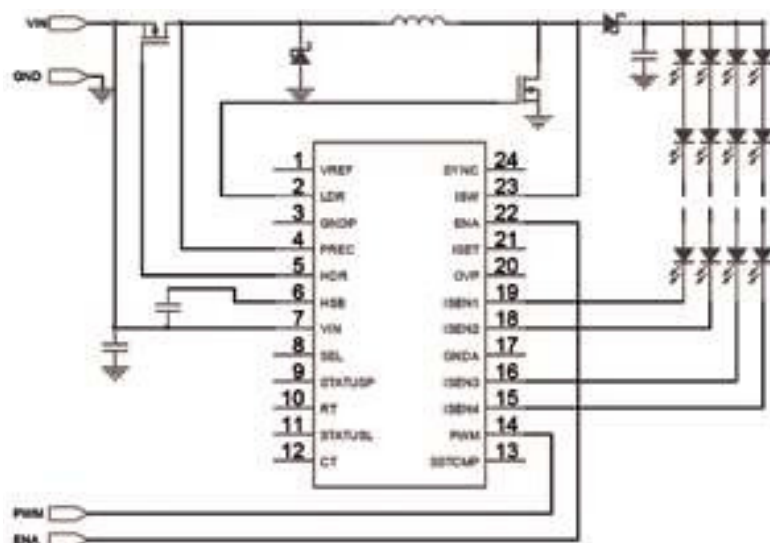 VIN
GND
1 VREF
2 LDR
3 GNDP
4 PREC
5 HDR
6 HSB
7 VIN
8 SEL
9 STATUSP
10 RT
11 STATUSL
12 CT
SYNC 24
ISW 23
ENA 22
ISET 21
OVP 20
ISEN1 19
ISEN2 18
GNDA 17
ISEN3 16
ISEN4 15
PWM 14
SSTCMP 13
PWM
ENA